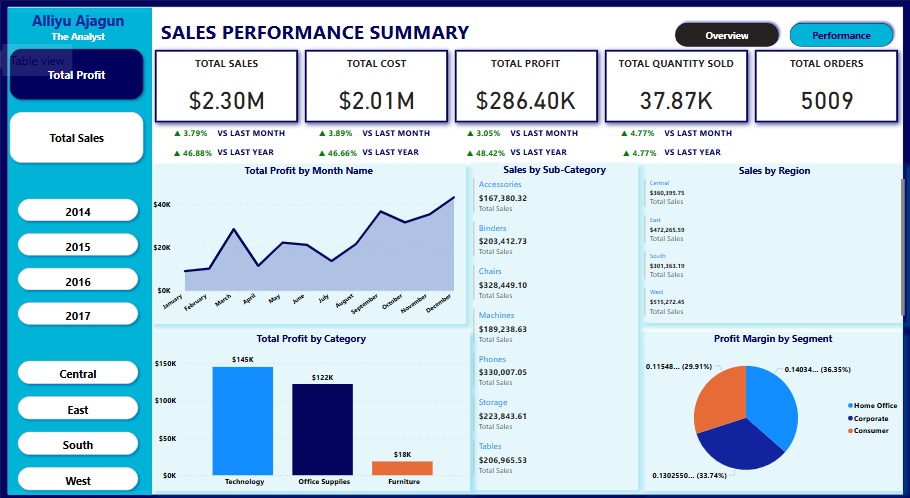 Alliyu Ajagun
The Analyst
Table view
Total Profit
Total Sales
2014
2015
2016
2017
Central
East
South
West
SALES PERFORMANCE SUMMARY
Overview
Performance
TOTAL SALES
$2.30M
▲ 3.79% VS LAST MONTH
▲ 46.88% VS LAST YEAR
TOTAL COST
$2.01M
▲ 3.89% VS LAST MONTH
▲ 46.66% VS LAST YEAR
TOTAL PROFIT
$286.40K
▲ 3.05% VS LAST MONTH
▲ 48.42% VS LAST YEAR
TOTAL QUANTITY SOLD
37.87K
▲ 4.77% VS LAST MONTH
▲ 4.77% VS LAST YEAR
TOTAL ORDERS
5009
Total Profit by Month Name
$40K
$20K
$0K
January
February
March
April
May
June
July
August
September
October
November
December
Total Profit by Category
$150K
$100K
$50K
$0K
$145K
$122K
$18K
Technology
Office Supplies
Furniture
Sales by Sub-Category
Accessories
$167,380.32
Total Sales
Binders
$203,412.73
Total Sales
Chairs
$328,449.10
Total Sales
Machines
$189,238.63
Total Sales
Phones
$330,007.05
Total Sales
Storage
$223,843.61
Total Sales
Tables
$206,965.53
Total Sales
Sales by Region
Central
$360,395.75
Total Sales
East
$472,265.59
Total Sales
South
$301,363.19
Total Sales
West
$515,272.45
Total Sales
Profit Margin by Segment
0.11548... (29.91%)
0.14034... (36.35%)
0.1302550... (33.74%)
Home Office
Corporate
Consumer